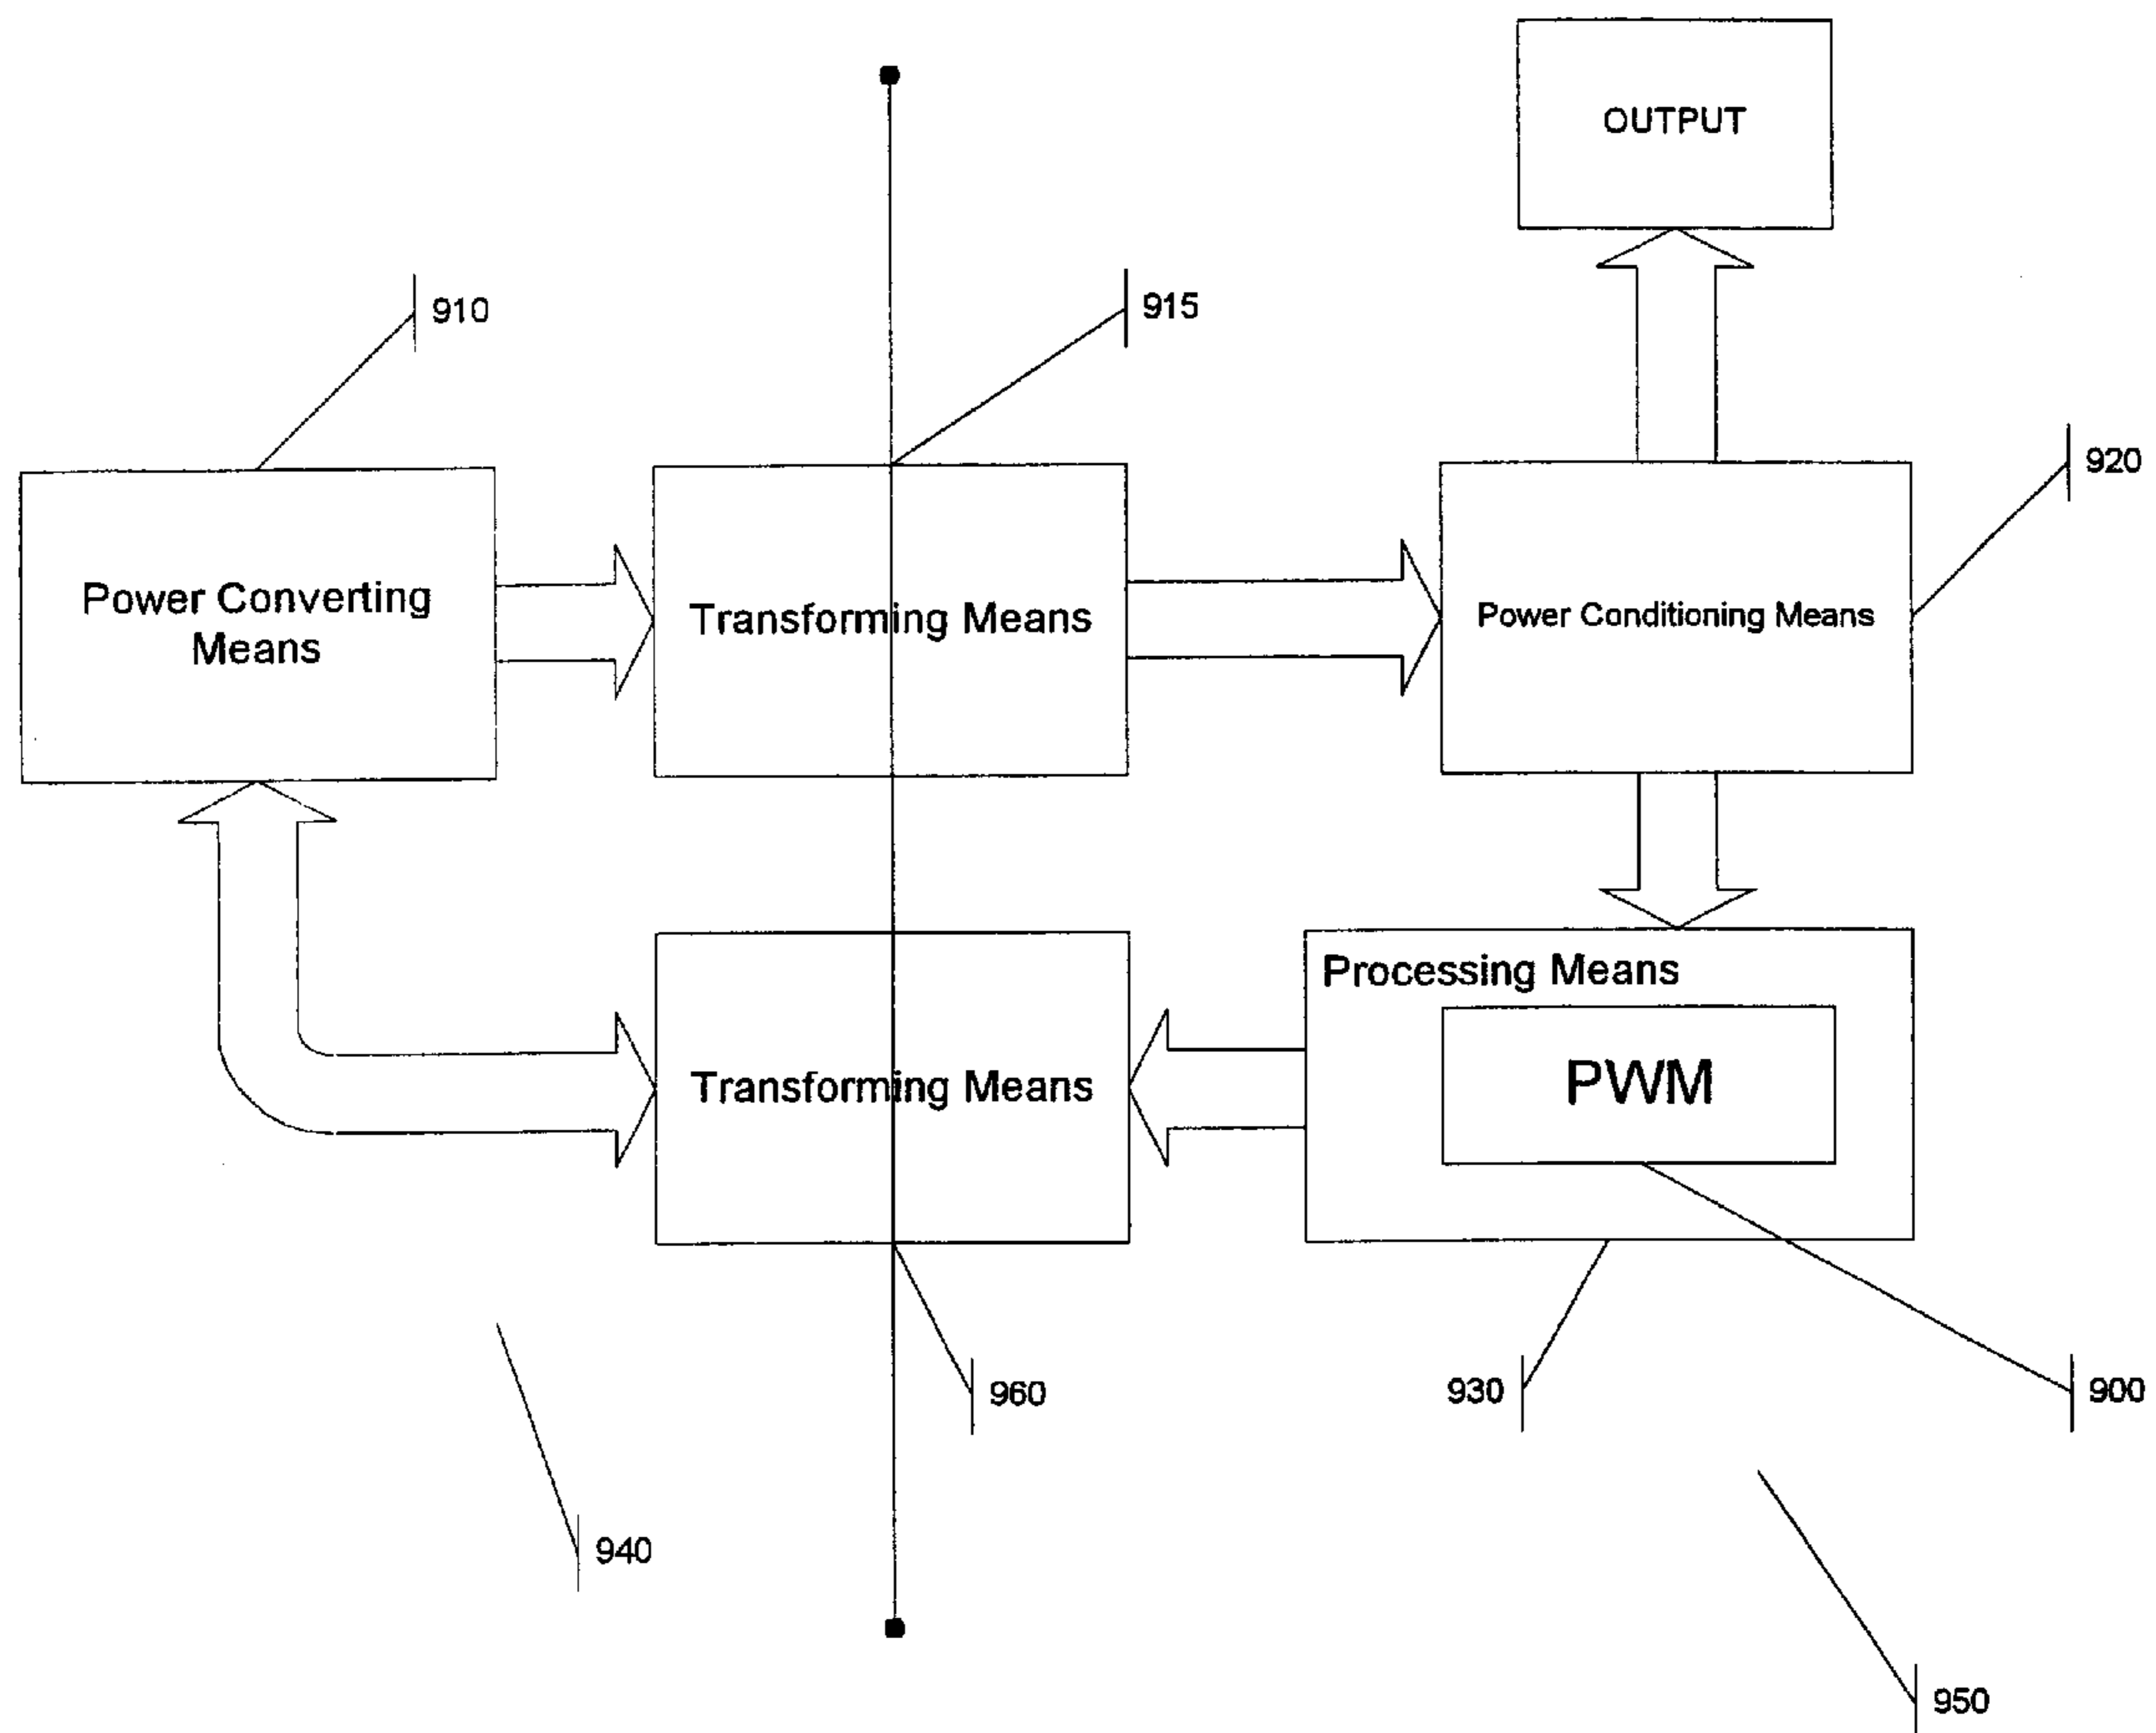 OUTPUT
910
915
920
Power Converting
Means
Transforming Means
Power Conditioning Means
Processing Means
PWM
Transforming Means
960
930
900
940
950